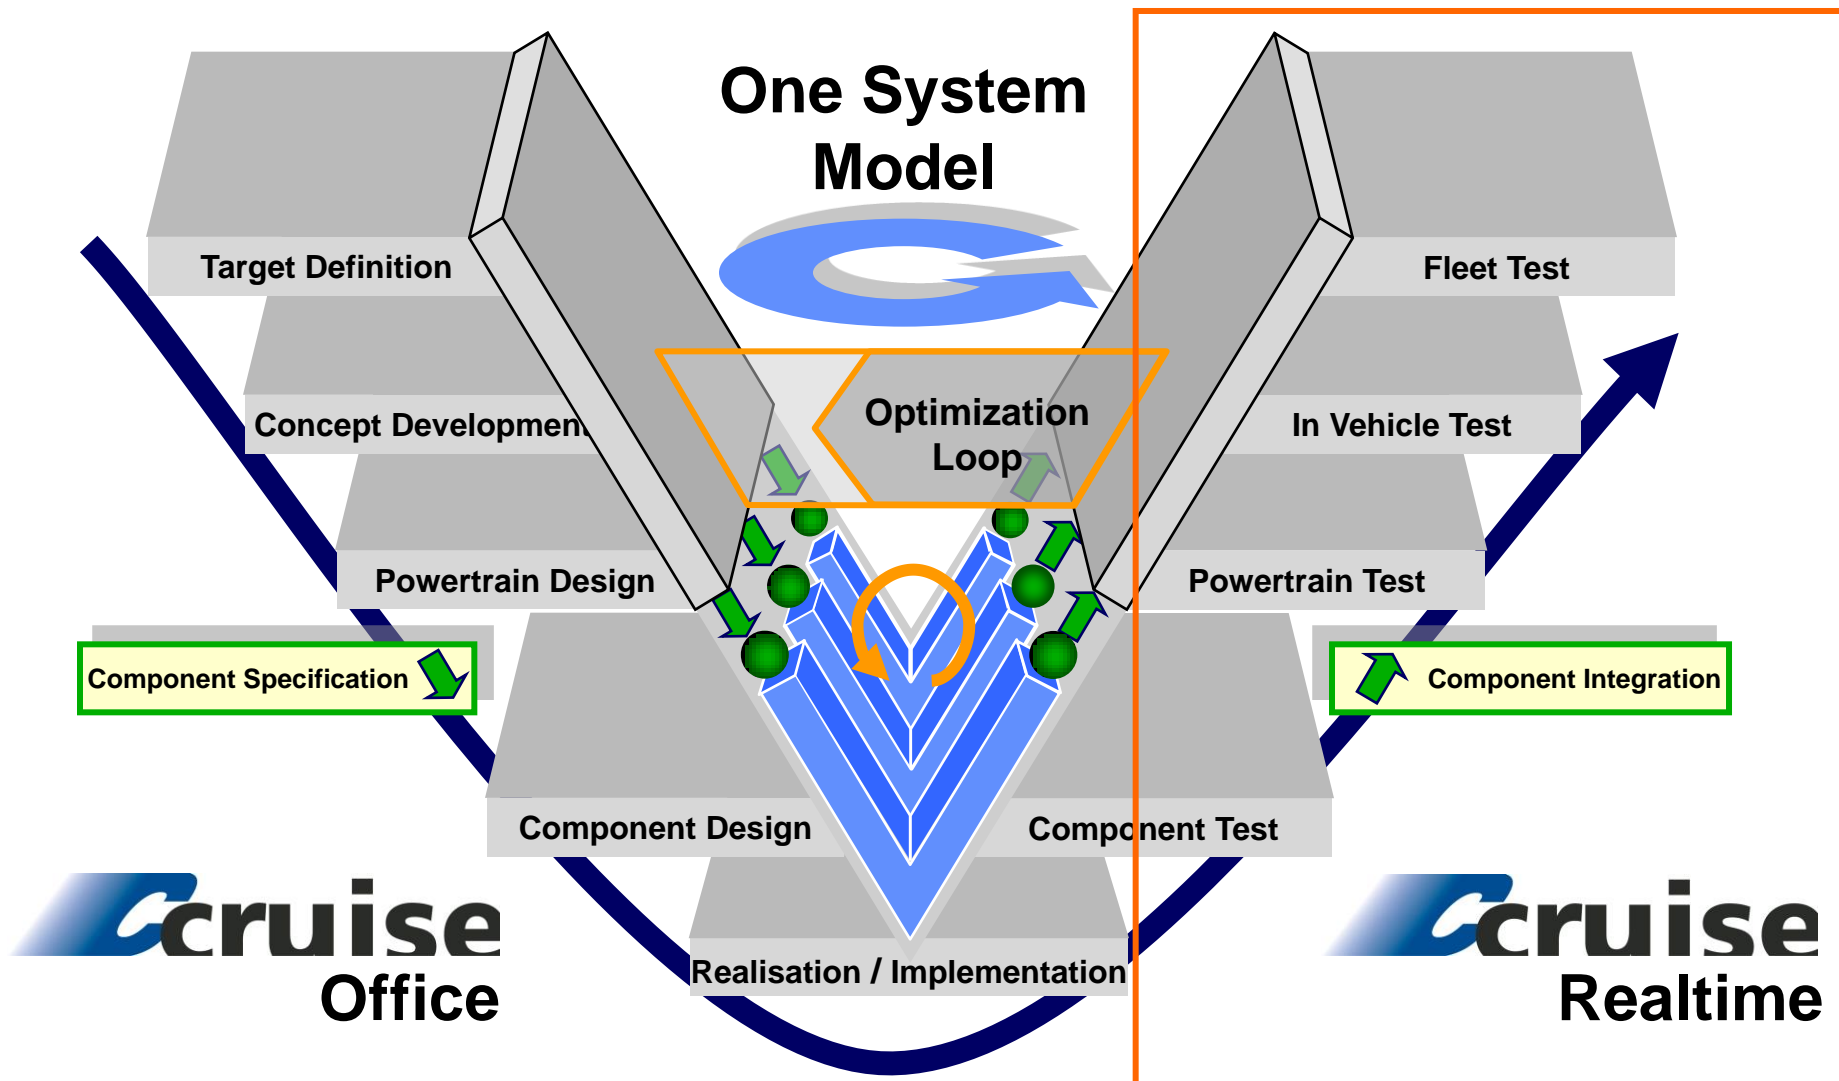 One System
Model
Target Definition
Fleet Test
Concept Development
Optimization
Loop
In Vehicle Test
Powertrain Design
Powertrain Test
Component Specification
Component Integration
Component Design
Component Test
Realisation / Implementation
cruise
Office
cruise
Realtime